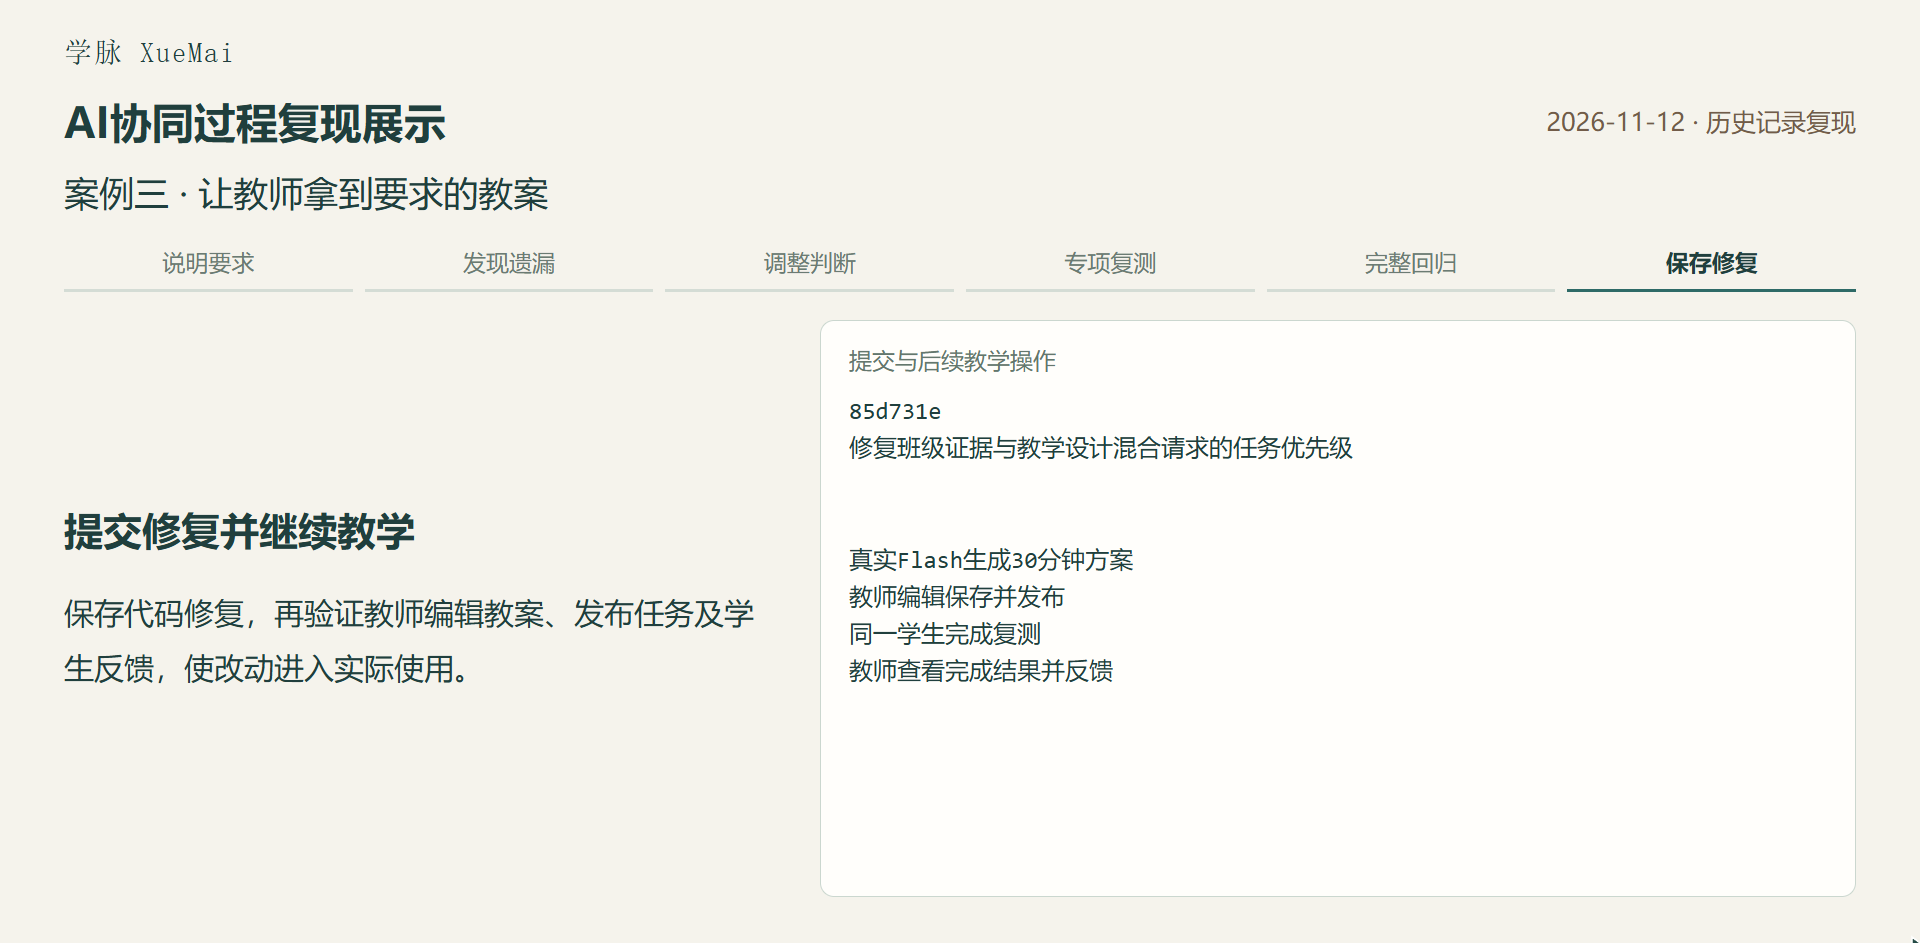 学脉 XueMai
AI协同过程复现展示
2026-11-12 · 历史记录复现
案例三 · 让教师拿到要求的教案
说明要求
发现遗漏
调整判断
专项复测
完整回归
保存修复
提交修复并继续教学
保存代码修复，再验证教师编辑教案、发布任务及学
生反馈，使改动进入实际使用。
提交与后续教学操作
85d731e
修复班级证据与教学设计混合请求的任务优先级
真实Flash生成30分钟方案
教师编辑保存并发布
同一学生完成复测
教师查看完成结果并反馈